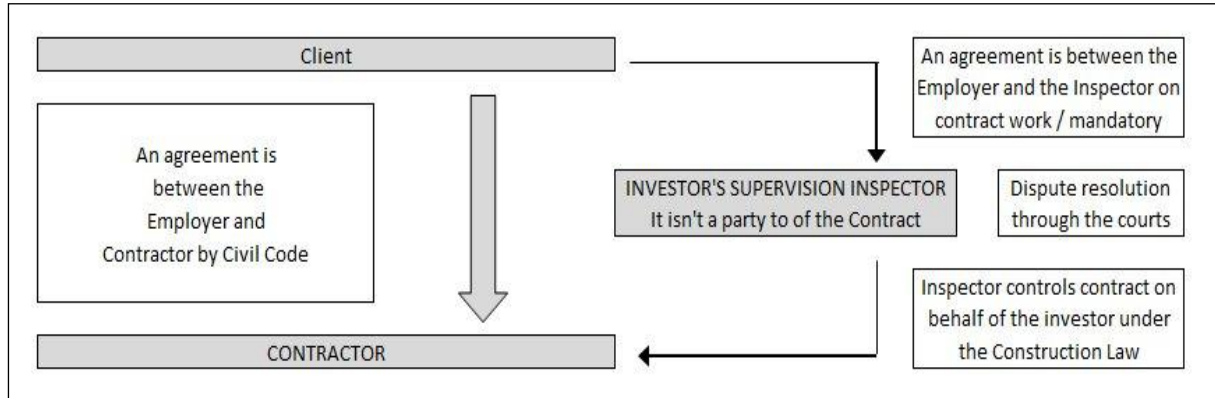 Client
An agreement is
between the
Employer and
Contractor by Civil Code
An agreement is between the
Employer and the Inspector on
contract work / mandatory
INVESTOR'S SUPERVISION INSPECTOR
It isn't a party to of the Contract
Dispute resolution
through the courts
Inspector controls contract on
behalf of the investor under
the Construction Law
CONTRACTOR